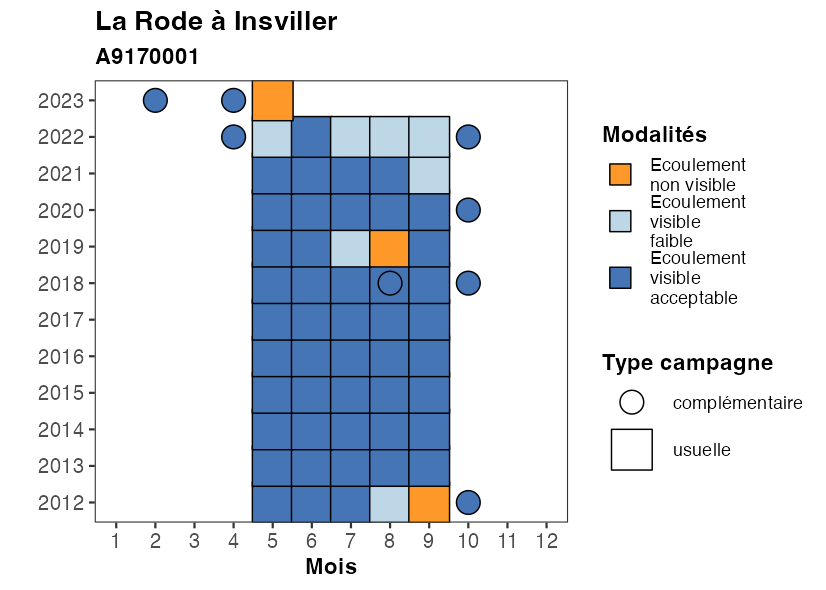 La Rode à Insviller
A9170001
2023
2022
2021
2020
2019
2018
2017
2016
2015
2014
2013
2012
1 2 3 4 5 6 7 8 9 10 11 12
Mois
Modalités
Ecoulement
non visible
Ecoulement
visible
faible
Ecoulement
visible
acceptable
Type campagne
complémentaire
usuelle